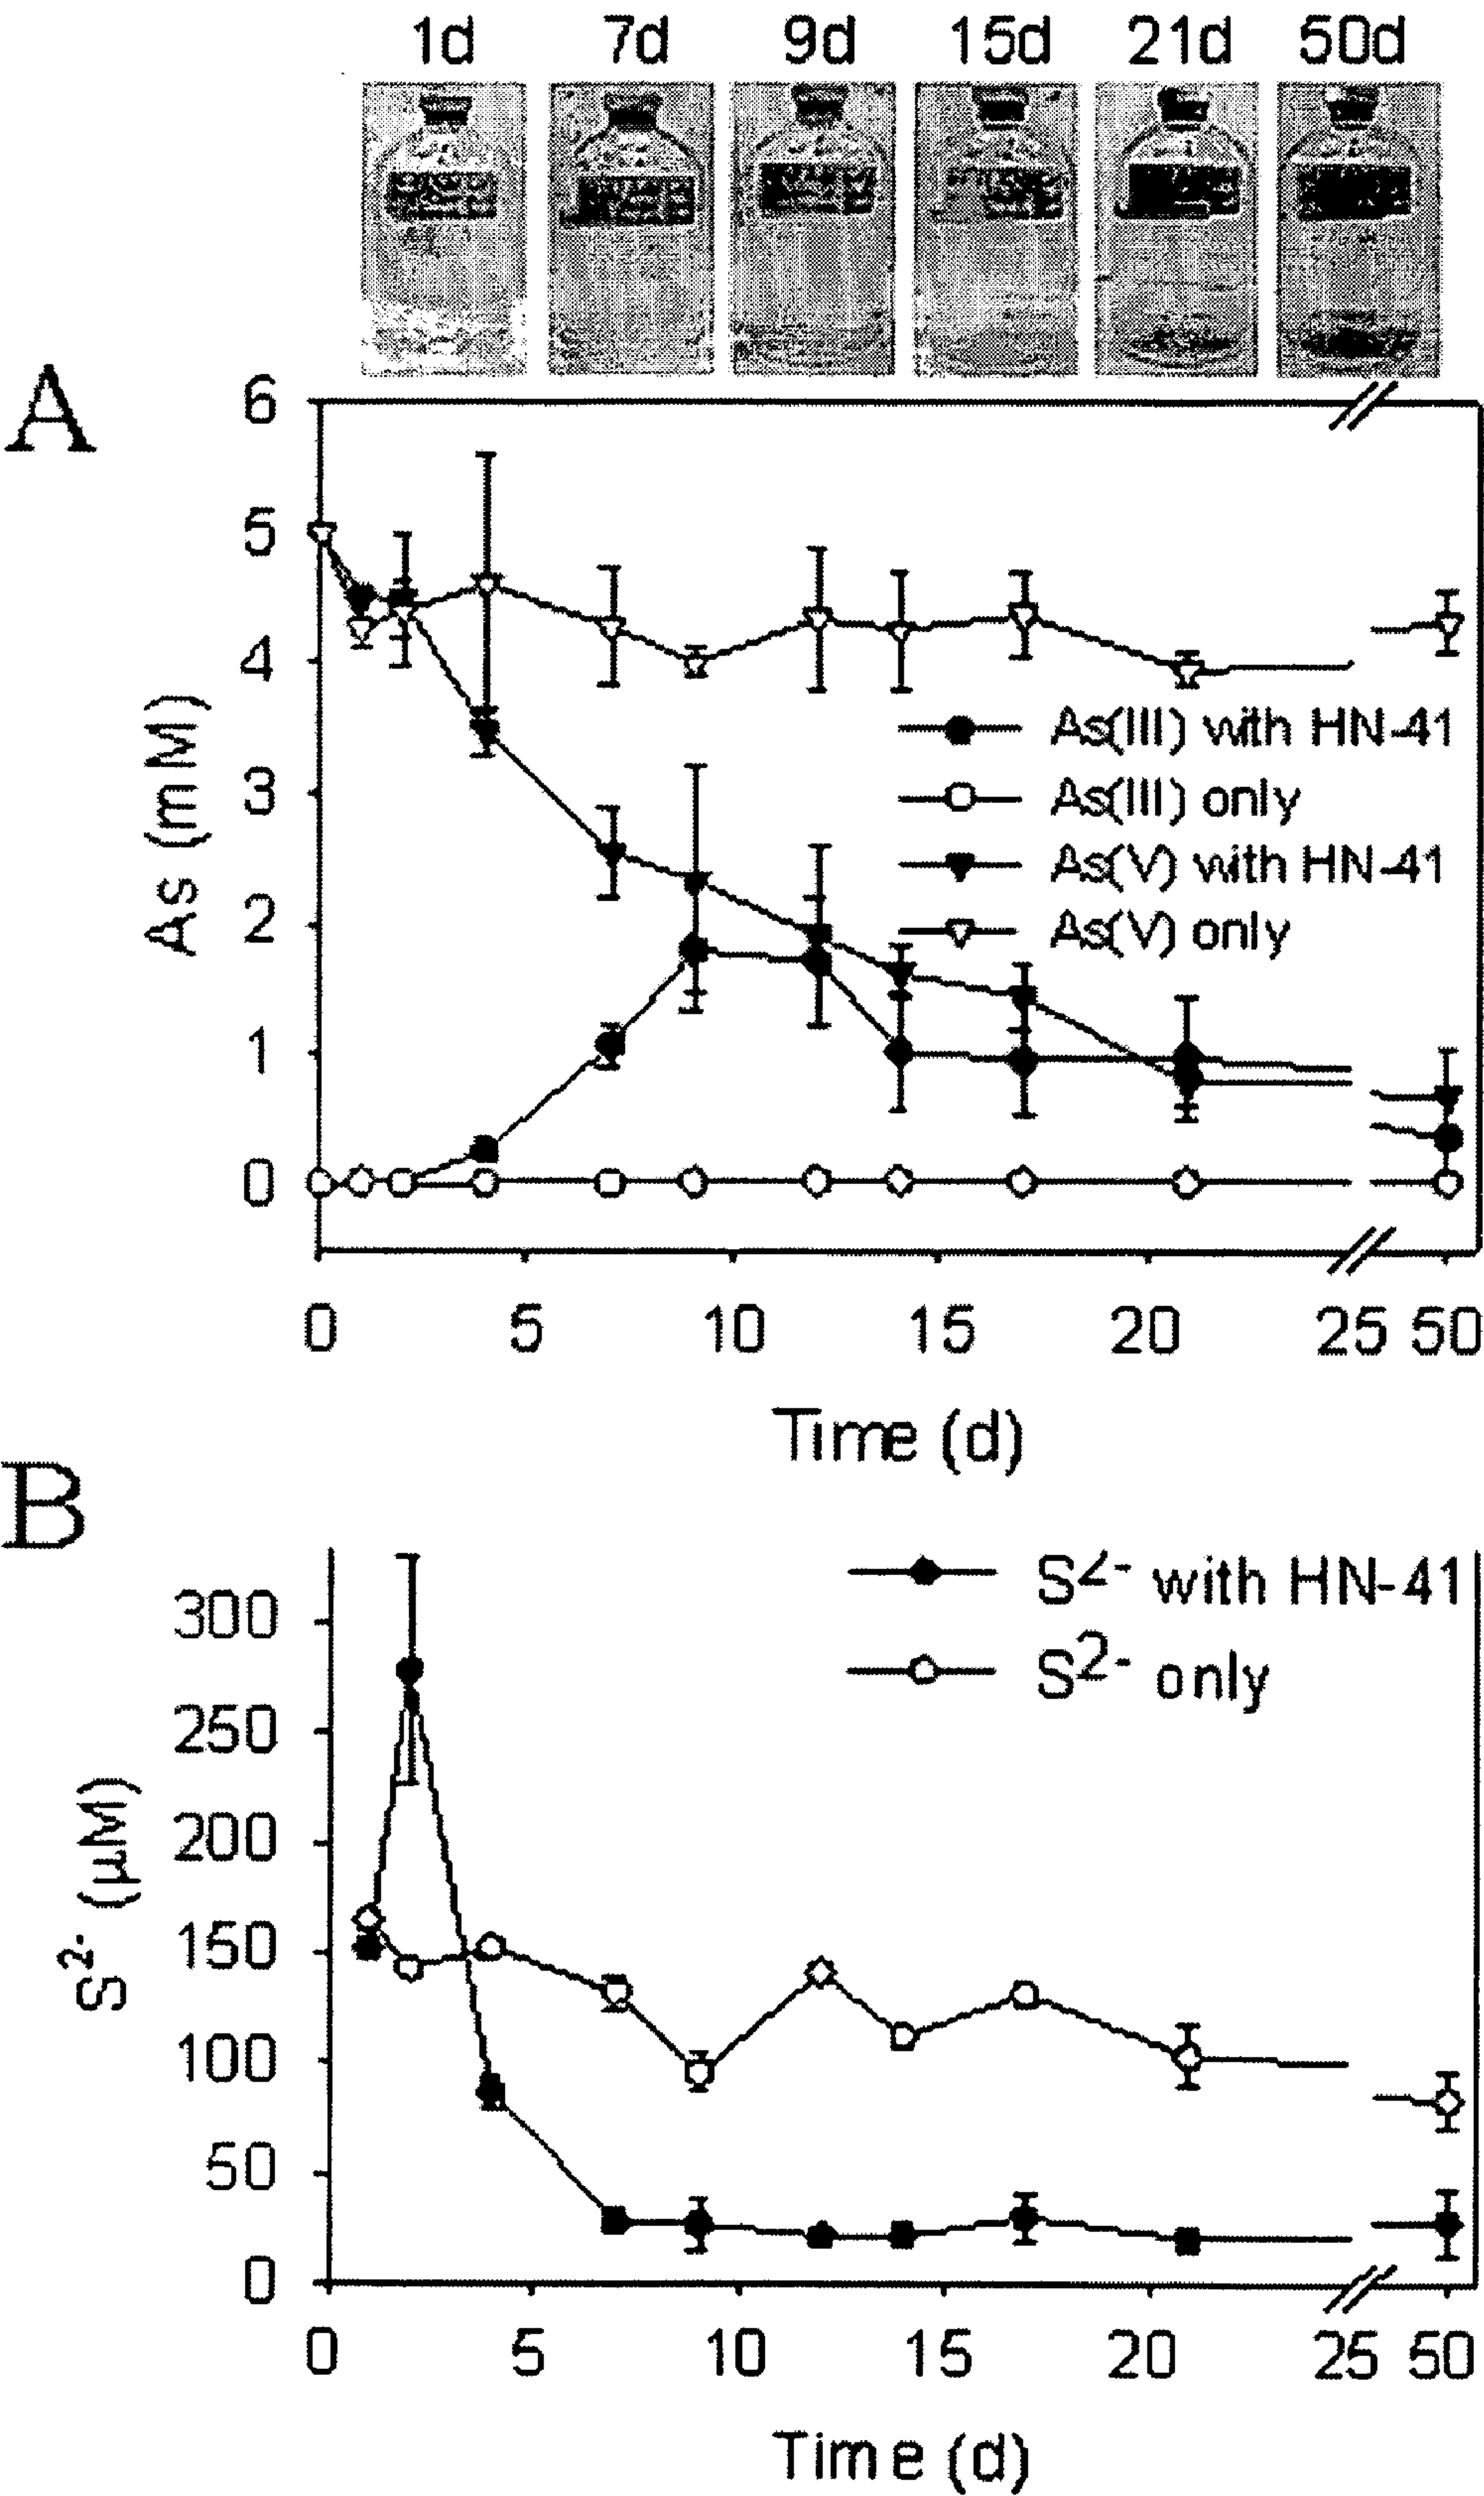 1d 7d 9d 15d 21d 50d
A
6
5
4
3
2
1
0
As (mM)
As(III) with HN-41
As(III) only
As(V) with HN-41
As(V) only
0 5 10 15 20 25 50
Time (d)
B
300
250
200
150
100
50
0
S²⁻ (µM)
S²⁻ with HN-41
S²⁻ only
0 5 10 15 20 25 50
Time (d)